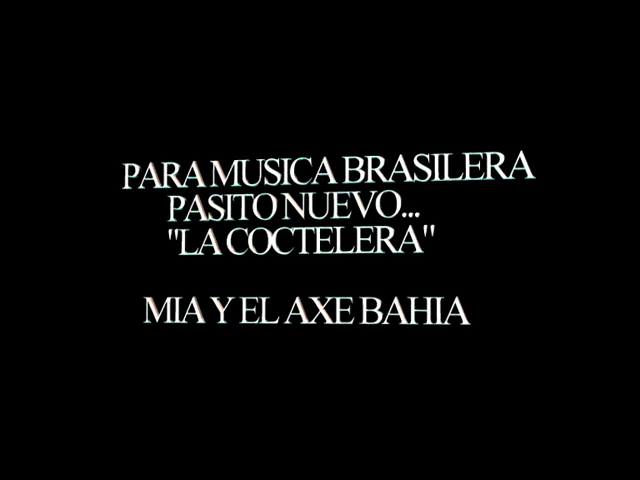 PARA MUSICA BRASILERA
PASITO NUEVO...
"LA COCTELERA"
MIA Y EL AXE BAHIA